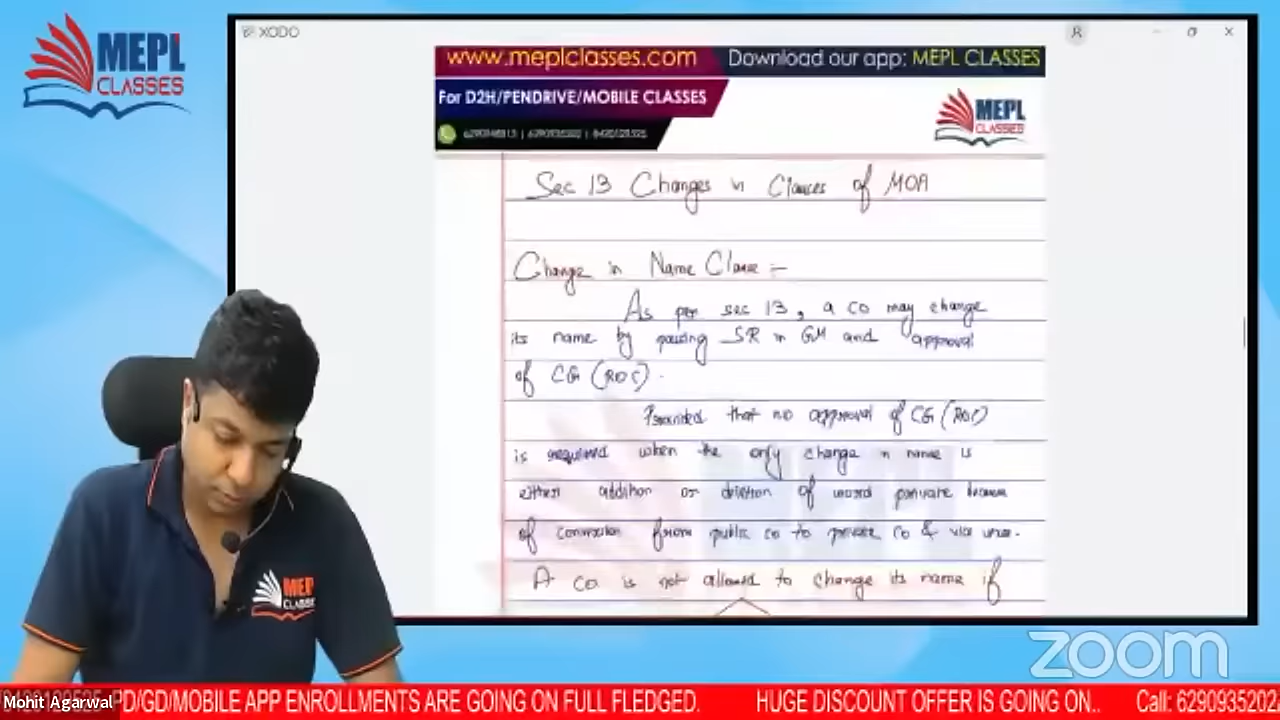 MEPL
CLASSES
XODO
www.meplclasses.com
Download our app: MEPL CLASSES
For D2H/PENDRIVE/MOBILE CLASSES
MEPL
CLASSES
Sec 13 Changes in Clauses of MOA
Change in Name Clause :-
As per sec 13, a co may change
its name by passing SR in GM and approval
of CG (ROC).
Provided that no approval of CG (ROC)
is required when the only change in name is
either addition or deletion of word private because
of conversion from public co to private co & vice versa.
A co is not allowed to change its name if
MEPL
CLASSES
zoom
Mohit Agarwal
PD/GD/MOBILE APP ENROLLMENTS ARE GOING ON FULL FLEDGED. HUGE DISCOUNT OFFER IS GOING ON.. Call: 6290935202